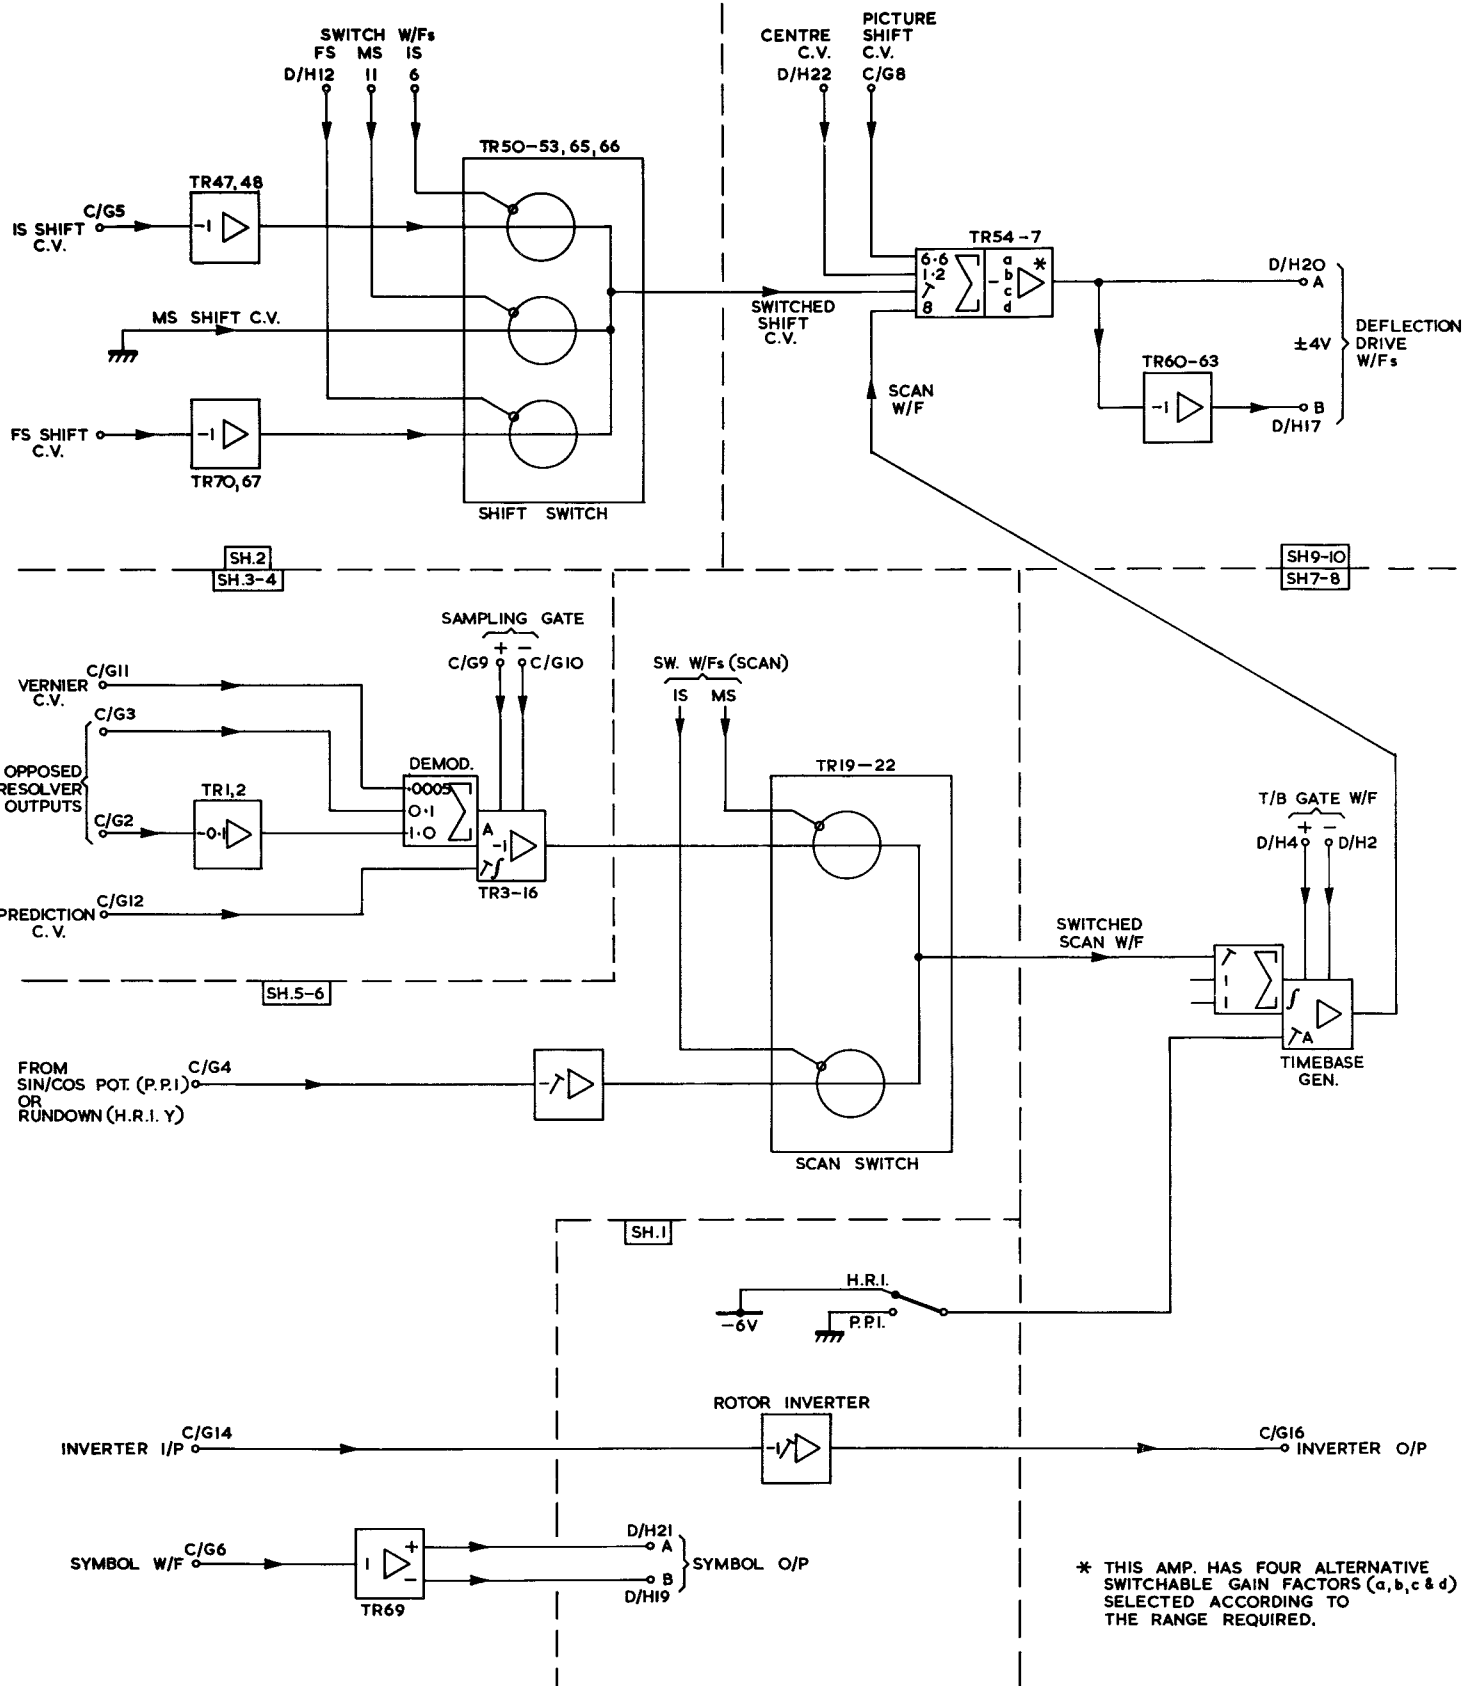 SWITCH W/Fs
FS MS IS
D/H12 11 6
CENTRE
C.V.
D/H22
PICTURE
SHIFT
C.V.
C/G8
TR50-53, 65, 66
TR47, 48
C/G5
IS SHIFT
C.V.
-1
MS SHIFT C.V.
FS SHIFT
C.V.
-1
TR70, 67
SHIFT SWITCH
SWITCHED
SHIFT
C.V.
TR54-7
6·6
1·2
8
Σ
- a
b
c
d
*
SCAN
W/F
D/H20
A
±4V
DEFLECTION
DRIVE
W/Fs
TR60-63
-1
B
D/H17
SH.2
SH.3-4
SH9-10
SH7-8
SAMPLING GATE
+ -
C/G9 C/G10
C/G11
VERNIER
C.V.
C/G3
OPPOSED
RESOLVER
OUTPUTS
TR1, 2
C/G2
-0·1
DEMOD.
·0005
0·1
1·0
Σ
A
-1
∫
TR3-16
C/G12
PREDICTION
C.V.
SW. W/Fs (SCAN)
IS MS
TR19-22
T/B GATE W/F
+ -
D/H4 D/H2
SWITCHED
SCAN W/F
1
1
Σ
∫
A
TIMEBASE
GEN.
SH.5-6
FROM
SIN/COS POT. (P.P.I)
OR
RUNDOWN (H.R.I. Y)
C/G4
-
SCAN SWITCH
SH.1
H.R.I.
-6V
P.P.I.
ROTOR INVERTER
C/G14
INVERTER I/P
-1
C/G16
INVERTER O/P
C/G6
SYMBOL W/F
1
+
-
TR69
D/H21
A
B
D/H19
SYMBOL O/P
* THIS AMP. HAS FOUR ALTERNATIVE
SWITCHABLE GAIN FACTORS (a, b, c & d)
SELECTED ACCORDING TO
THE RANGE REQUIRED.